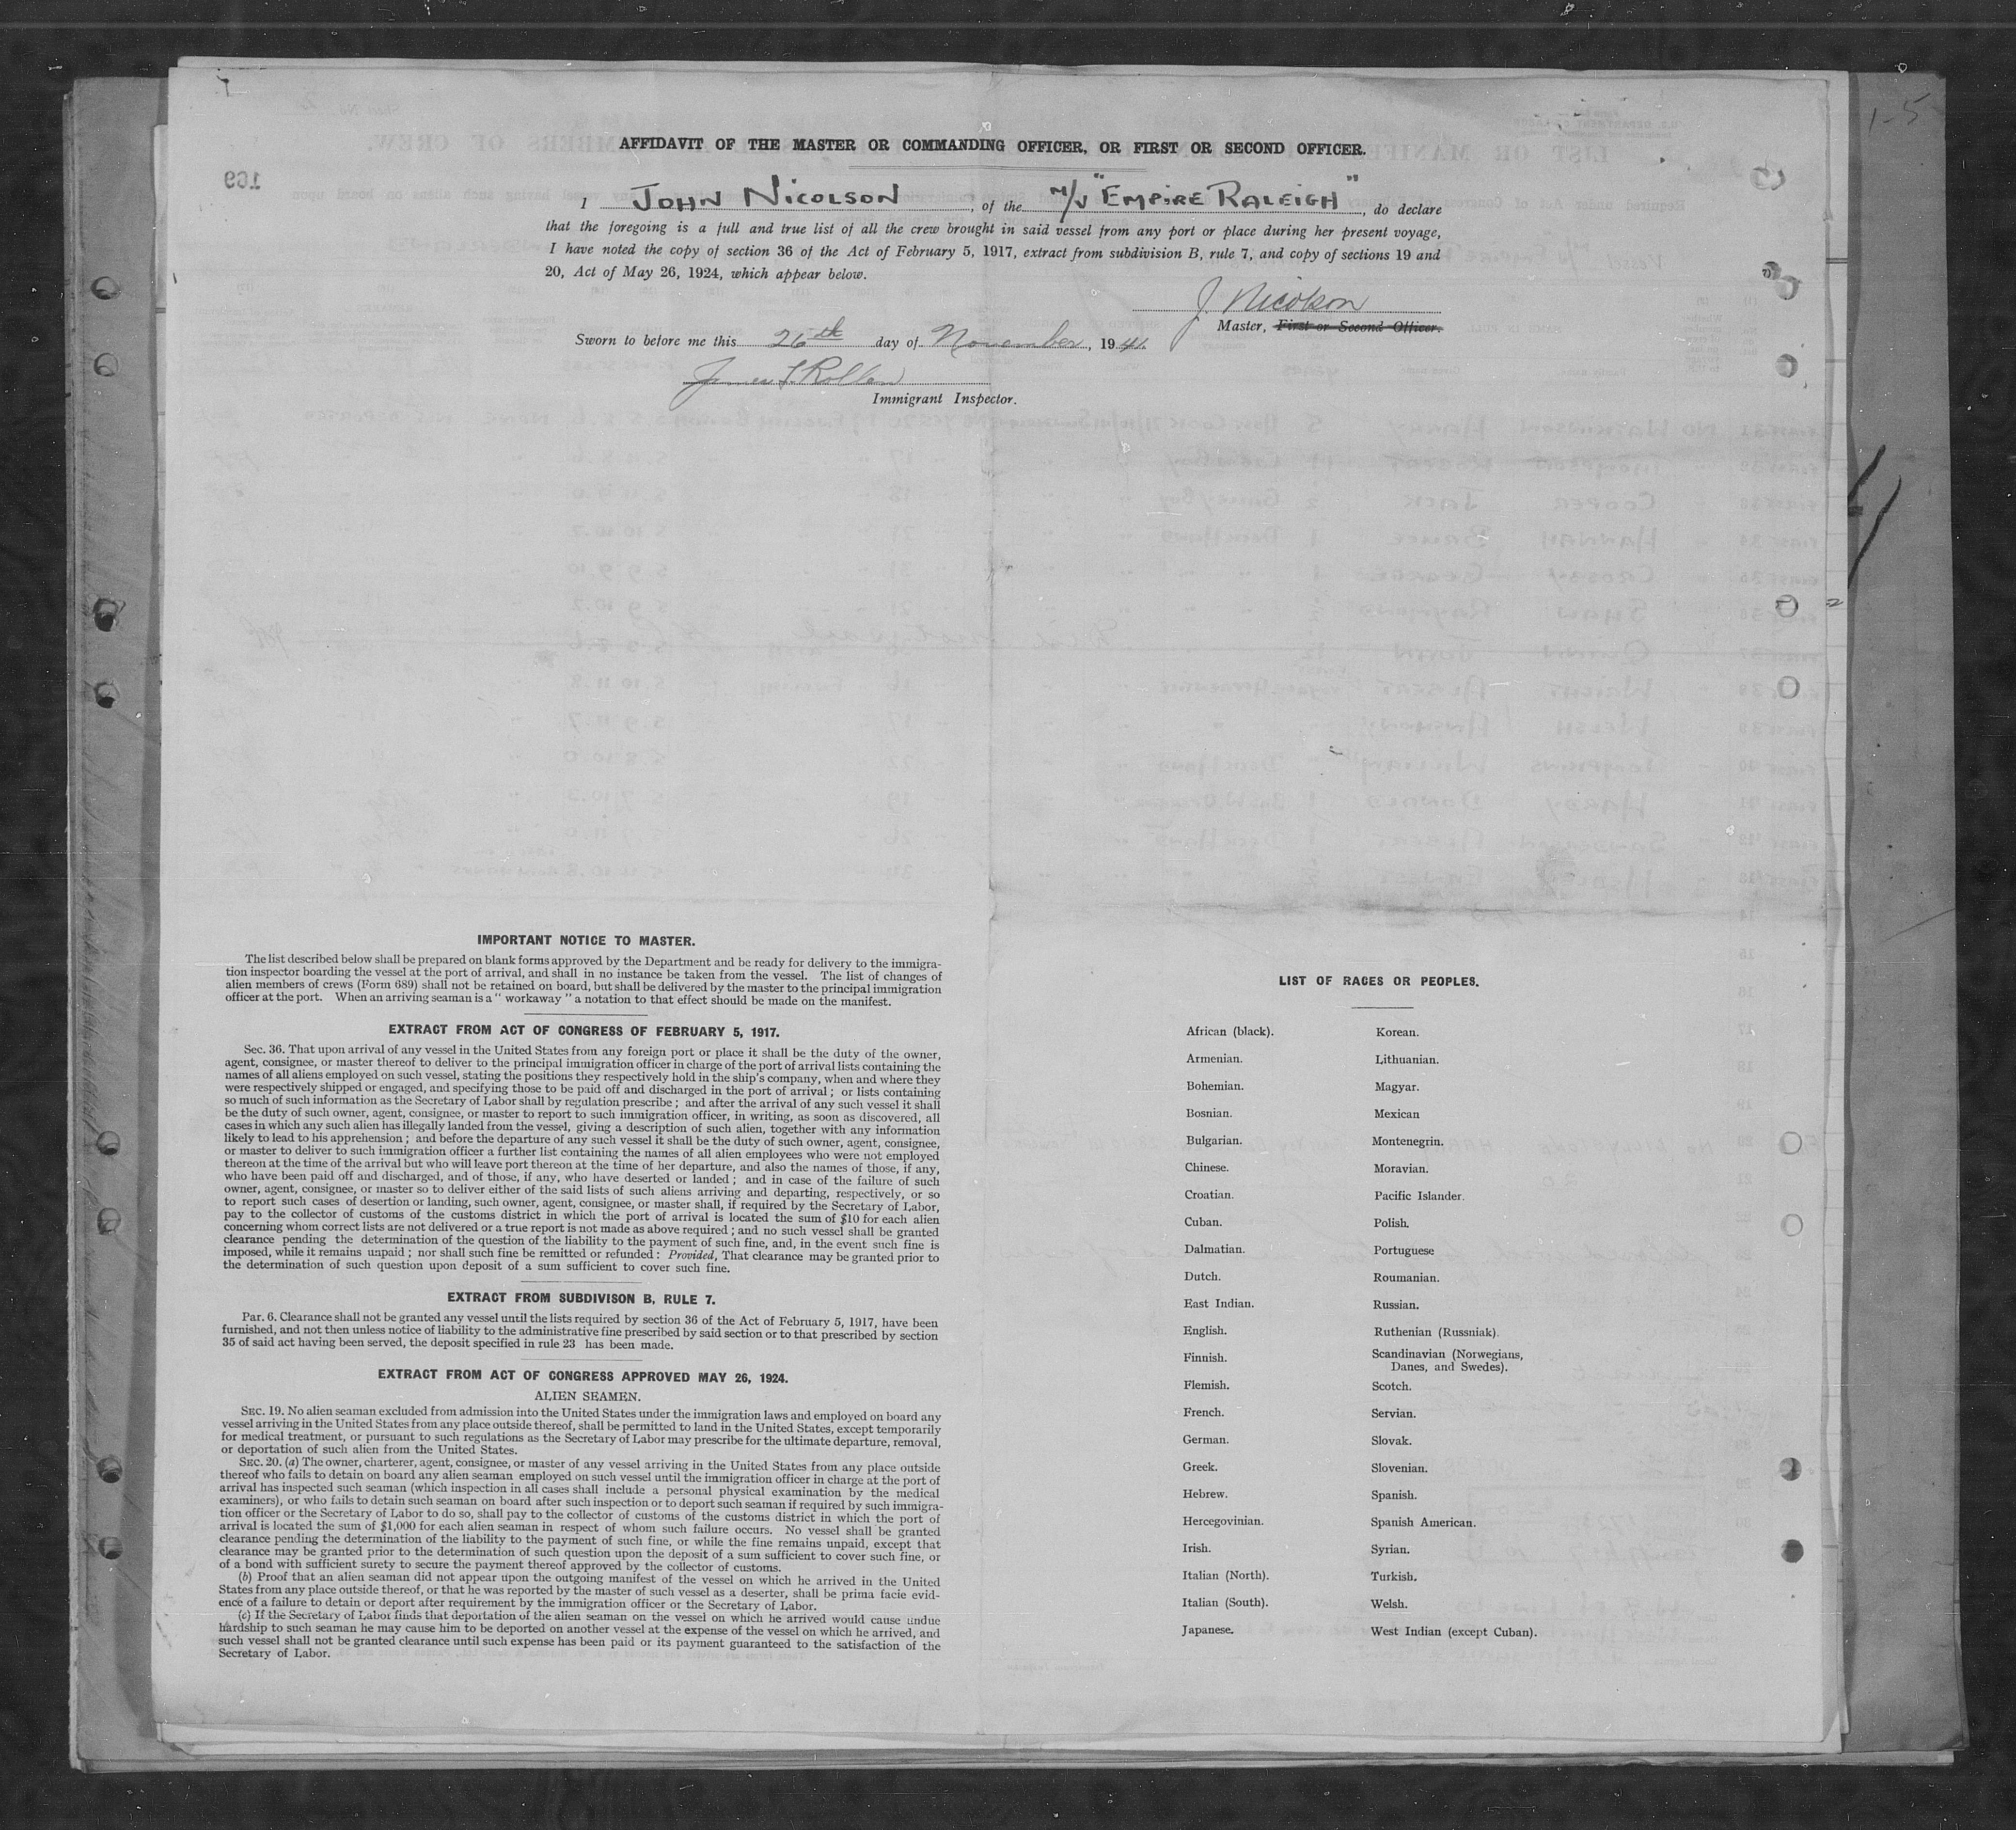 AFFIDAVIT OF THE MASTER OR COMMANDING OFFICER, OR FIRST OR SECOND OFFICER.
I JOHN NICOLSON, of the M/V "EMPIRE RALEIGH", do declare
that the foregoing is a full and true list of all the crew brought in said vessel from any port or place during her present voyage,
I have noted the copy of section 36 of the Act of February 5, 1917, extract from subdivision B, rule 7, and copy of sections 19 and
20, Act of May 26, 1924, which appear below.
J. Nicolson
Master, First or Second Officer.
Sworn to before me this 26th day of November, 1941.
James
Immigrant Inspector.
169
1-5
IMPORTANT NOTICE TO MASTER.
The list described below shall be prepared on blank forms approved by the Department and be ready for delivery to the immigra-
tion inspector boarding the vessel at the port of arrival, and shall in no instance be taken from the vessel. The list of changes of
alien members of crews (Form 689) shall not be retained on board, but shall be delivered by the master to the principal immigration
officer at the port. When an arriving seaman is a " workaway " a notation to that effect should be made on the manifest.
EXTRACT FROM ACT OF CONGRESS OF FEBRUARY 5, 1917.
Sec. 36. That upon arrival of any vessel in the United States from any foreign port or place it shall be the duty of the owner,
agent, consignee, or master thereof to deliver to the principal immigration officer in charge of the port of arrival lists containing the
names of all aliens employed on such vessel, stating the positions they respectively hold in the ship's company, when and where they
were respectively shipped or engaged, and specifying those to be paid off and discharged in the port of arrival ; or lists containing
so much of such information as the Secretary of Labor shall by regulation prescribe ; and after the arrival of any such vessel it shall
be the duty of such owner, agent, consignee, or master to report to such immigration officer, in writing, as soon as discovered, all
cases in which any such alien has illegally landed from the vessel, giving a description of such alien, together with any information
likely to lead to his apprehension ; and before the departure of any such vessel it shall be the duty of such owner, agent, consignee,
or master to deliver to such immigration officer a further list containing the names of all alien employees who were not employed
thereon at the time of the arrival but who will leave port thereon at the time of her departure, and also the names of those, if any,
who have been paid off and discharged, and of those, if any, who have deserted or landed ; and in case of the failure of such
owner, agent, consignee, or master so to deliver either of the said lists of such aliens arriving and departing, respectively, or so
to report such cases of desertion or landing, such owner, agent, consignee, or master shall, if required by the Secretary of Labor,
pay to the collector of customs of the customs district in which the port of arrival is located the sum of $10 for each alien
concerning whom correct lists are not delivered or a true report is not made as above required ; and no such vessel shall be granted
clearance pending the determination of the question of the liability to the payment of such fine, and, in the event such fine is
imposed, while it remains unpaid ; nor shall such fine be remitted or refunded : Provided, That clearance may be granted prior to
the determination of such question upon deposit of a sum sufficient to cover such fine.
EXTRACT FROM SUBDIVISON B, RULE 7.
Par. 6. Clearance shall not be granted any vessel until the lists required by section 36 of the Act of February 5, 1917, have been
furnished, and not then unless notice of liability to the administrative fine prescribed by said section or to that prescribed by section
35 of said act having been served, the deposit specified in rule 23 has been made.
EXTRACT FROM ACT OF CONGRESS APPROVED MAY 26, 1924.
ALIEN SEAMEN.
SEC. 19. No alien seaman excluded from admission into the United States under the immigration laws and employed on board any
vessel arriving in the United States from any place outside thereof, shall be permitted to land in the United States, except temporarily
for medical treatment, or pursuant to such regulations as the Secretary of Labor may prescribe for the ultimate departure, removal,
or deportation of such alien from the United States.
SEC. 20. (a) The owner, charterer, agent, consignee, or master of any vessel arriving in the United States from any place outside
thereof who fails to detain on board any alien seaman employed on such vessel until the immigration officer in charge at the port of
arrival has inspected such seaman (which inspection in all cases shall include a personal physical examination by the medical
examiners), or who fails to detain such seaman on board after such inspection or to deport such seaman if required by such immigra-
tion officer or the Secretary of Labor to do so, shall pay to the collector of customs of the customs district in which the port of
arrival is located the sum of $1,000 for each alien seaman in respect of whom such failure occurs. No vessel shall be granted
clearance pending the determination of the liability to the payment of such fine, or while the fine remains unpaid, except that
clearance may be granted prior to the determination of such question upon the deposit of a sum sufficient to cover such fine, or
of a bond with sufficient surety to secure the payment thereof approved by the collector of customs.
(b) Proof that an alien seaman did not appear upon the outgoing manifest of the vessel on which he arrived in the United
States from any place outside thereof, or that he was reported by the master of such vessel as a deserter, shall be prima facie evid-
ence of a failure to detain or deport after requirement by the immigration officer or the Secretary of Labor.
(c) If the Secretary of Labor finds that deportation of the alien seaman on the vessel on which he arrived would cause undue
hardship to such seaman he may cause him to be deported on another vessel at the expense of the vessel on which he arrived, and
such vessel shall not be granted clearance until such expense has been paid or its payment guaranteed to the satisfaction of the
Secretary of Labor.
LIST OF RACES OR PEOPLES.
African (black).
Armenian.
Bohemian.
Bosnian.
Bulgarian.
Chinese.
Croatian.
Cuban.
Dalmatian.
Dutch.
East Indian.
English.
Finnish.
Flemish.
French.
German.
Greek.
Hebrew.
Hercegovinian.
Irish.
Italian (North).
Italian (South).
Japanese.
Korean.
Lithuanian.
Magyar.
Mexican
Montenegrin.
Moravian.
Pacific Islander.
Polish.
Portuguese
Roumanian.
Russian.
Ruthenian (Russniak).
Scandinavian (Norwegians,
Danes, and Swedes).
Scotch.
Servian.
Slovak.
Slovenian.
Spanish.
Spanish American.
Syrian.
Turkish.
Welsh.
West Indian (except Cuban).